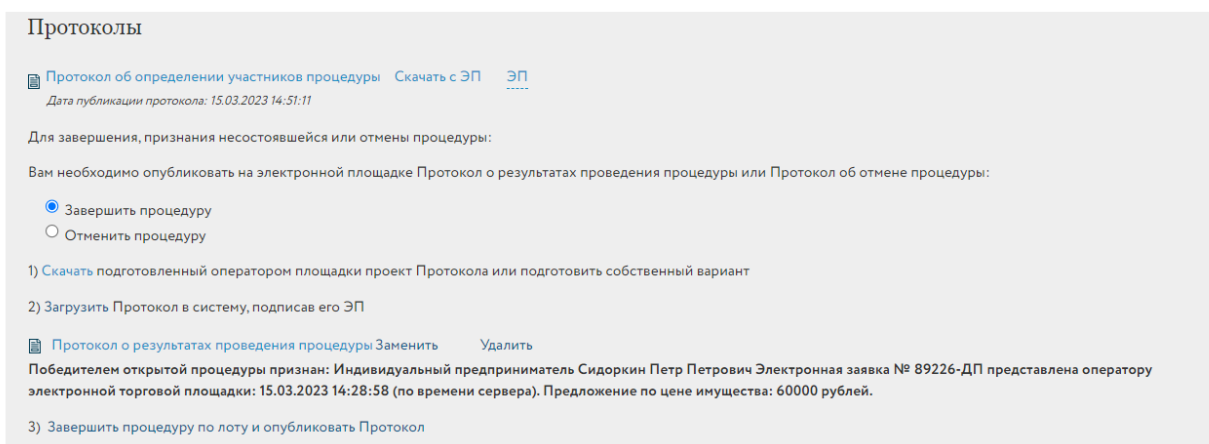 Протоколы
Протокол об определении участников процедуры Скачать с ЭП ЭП
Дата публикации протокола: 15.03.2023 14:51:11
Для завершения, признания несостоявшейся или отмены процедуры:
Вам необходимо опубликовать на электронной площадке Протокол о результатах проведения процедуры или Протокол об отмене процедуры:
Завершить процедуру
Отменить процедуру
1) Скачать подготовленный оператором площадки проект Протокола или подготовить собственный вариант
2) Загрузить Протокол в систему, подписав его ЭП
Протокол о результатах проведения процедуры Заменить Удалить
Победителем открытой процедуры признан: Индивидуальный предприниматель Сидоркин Петр Петрович Электронная заявка № 89226-ДП представлена оператору
электронной торговой площадки: 15.03.2023 14:28:58 (по времени сервера). Предложение по цене имущества: 60000 рублей.
3) Завершить процедуру по лоту и опубликовать Протокол